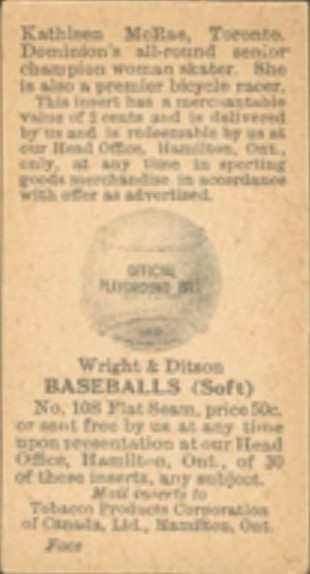 Kathleen McRae, Toronto.
Dominion's all-round senior
champion woman skater. She
is also a premier bicycle racer.
This insert has a merchantable
value of 2 cents and is delivered
by us and is redeemable by us at
our Head Office, Hamilton, Ont.,
only, at any time in sporting
goods merchandise in accordance
with offer as advertised.
OFFICIAL
PLAYGROUND BALL
Wright & Ditson
BASEBALLS (Soft)
No. 108 Flat Seam, price 50c.
or sent free by us at any time
upon presentation at our Head
Office, Hamilton, Ont., of 30
of these inserts, any subject.
Mail inserts to
Tobacco Products Corporation
of Canada, Ltd., Hamilton, Ont.